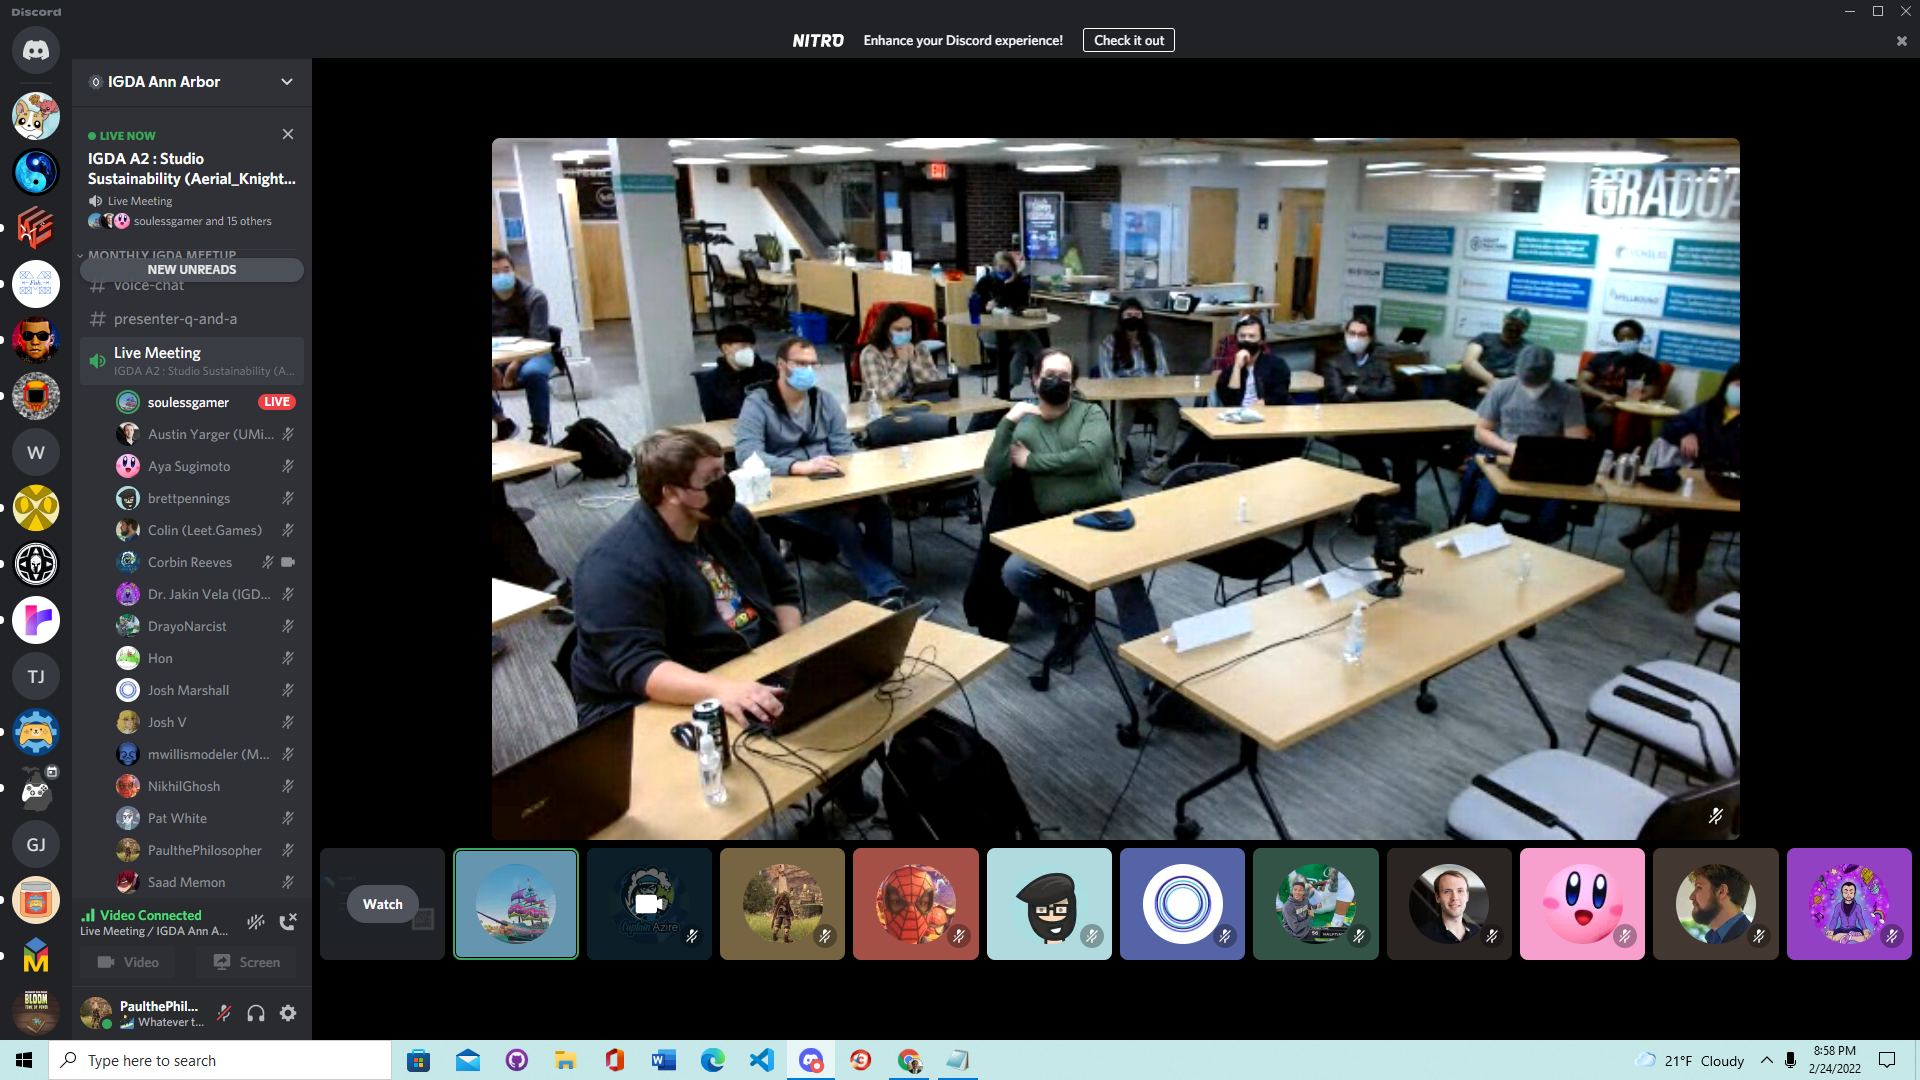 Discord
NITRO Enhance your Discord experience! Check it out
IGDA Ann Arbor
LIVE NOW
IGDA A2 : Studio
Sustainability (Aerial_Knight...
Live Meeting
soulessgamer and 15 others
MONTHLY IGDA MEETUP
NEW UNREADS
voice-chat
presenter-q-and-a
Live Meeting
IGDA A2 : Studio Sustainability (A...
soulessgamer LIVE
Austin Yarger (UMi...
Aya Sugimoto
brettpennings
Colin (Leet.Games)
Corbin Reeves
Dr. Jakin Vela (IGD...
DrayoNarcist
Hon
Josh Marshall
Josh V
mwillismodeler (M...
NikhilGhosh
Pat White
PaulthePhilosopher
Saad Memon
Video Connected
Live Meeting / IGDA Ann A...
Video Screen
PaulthePhil...
Whatever t...
W
TJ
GJ
BLOOM
EXIT
GRADUA
SPELLBOUND
acer
Watch
Captain Azire
Type here to search
21°F Cloudy
8:58 PM
2/24/2022